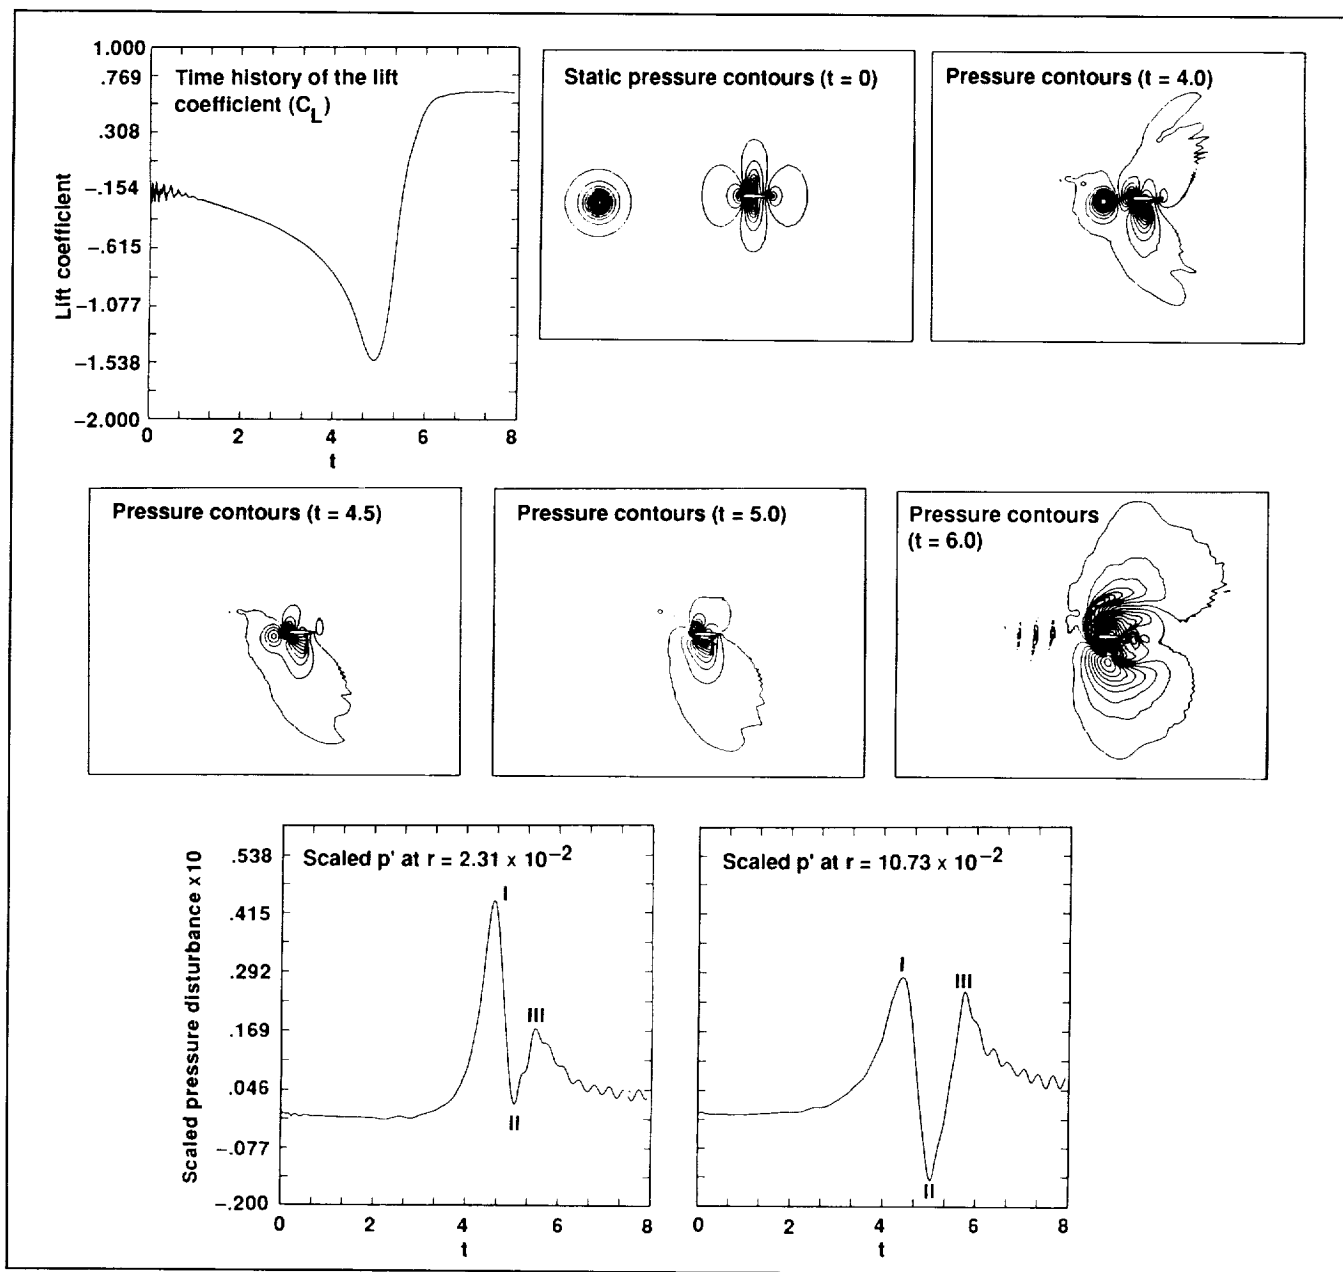 1.000
.769
.308
-.154
-.615
-1.077
-1.538
-2.000
Lift coefficient
Time history of the lift
coefficient (CL)
0 2 4 6 8
t
Static pressure contours (t = 0)
Pressure contours (t = 4.0)
Pressure contours (t = 4.5)
Pressure contours (t = 5.0)
Pressure contours
(t = 6.0)
Scaled pressure disturbance x 10
.538
.415
.292
.169
.046
-.077
-.200
Scaled p' at r = 2.31 x 10-2
I
III
II
0 2 4 6 8
t
Scaled p' at r = 10.73 x 10-2
I
III
II
0 2 4 6 8
t